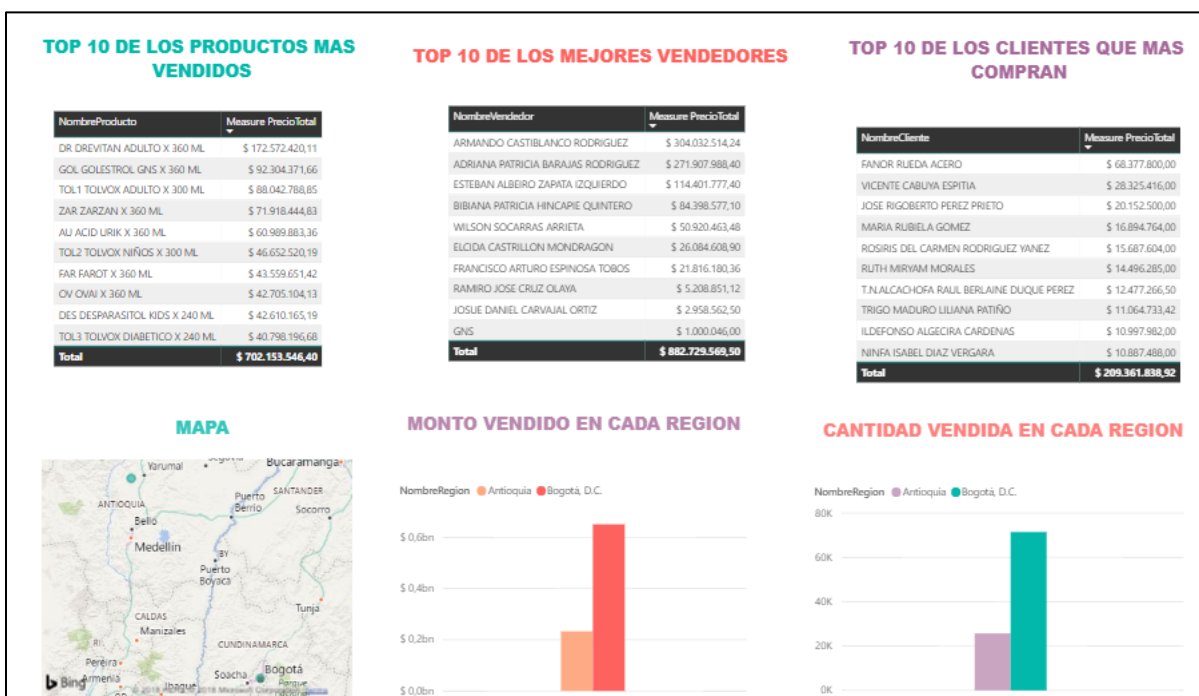 TOP 10 DE LOS PRODUCTOS MAS
VENDIDOS
NombreProducto Measure PrecioTotal
DR DREVITAN ADULTO X 360 ML $ 172.572.420,11
GOL GOLESTROL GNS X 360 ML $ 92.304.371,66
TOL1 TOLVOX ADULTO X 300 ML $ 88.042.788,85
ZAR ZARZAN X 360 ML $ 71.918.444,83
AU ACID URIK X 360 ML $ 60.989.883,36
TOL2 TOLVOX NIÑOS X 300 ML $ 46.652.520,19
FAR FAROT X 360 ML $ 43.559.651,42
OV OVAI X 360 ML $ 42.705.104,13
DES DESPARASITOL KIDS X 240 ML $ 42.610.165,19
TOL3 TOLVOX DIABETICO X 240 ML $ 40.798.196,68
Total $ 702.153.546,40
TOP 10 DE LOS MEJORES VENDEDORES
NombreVendedor Measure PrecioTotal
ARMANDO CASTIBLANCO RODRIGUEZ $ 304.032.514,24
ADRIANA PATRICIA BARAJAS RODRIGUEZ $ 271.907.988,40
ESTEBAN ALBEIRO ZAPATA IZQUIERDO $ 114.401.777,40
BIBIANA PATRICIA HINCAPIE QUINTERO $ 84.398.577,10
WILSON SOCARRAS ARRIETA $ 50.920.463,48
ELCIDA CASTRILLON MONDRAGON $ 26.084.608,90
FRANCISCO ARTURO ESPINOSA TOBOS $ 21.816.180,36
RAMIRO JOSE CRUZ OLAYA $ 5.208.851,12
JOSUE DANIEL CARVAJAL ORTIZ $ 2.958.562,50
GNS $ 1.000.046,00
Total $ 882.729.569,50
TOP 10 DE LOS CLIENTES QUE MAS
COMPRAN
NombreCliente Measure PrecioTotal
FANOR RUEDA ACERO $ 68.377.800,00
VICENTE CABUYA ESPITIA $ 28.325.416,00
JOSE RIGOBERTO PEREZ PRIETO $ 20.152.500,00
MARIA RUBIELA GOMEZ $ 16.894.764,00
ROSIRIS DEL CARMEN RODRIGUEZ YANEZ $ 15.687.604,00
RUTH MIRYAM MORALES $ 14.496.285,00
T.N.ALCACHOFA RAUL BERLAINE DUQUE PEREZ $ 12.477.266,50
TRIGO MADURO LILIANA PATIÑO $ 11.064.733,42
ILDEFONSO ALGECIRA CARDENAS $ 10.997.982,00
NINFA ISABEL DIAZ VERGARA $ 10.887.488,00
Total $ 209.361.838,92
MAPA
Yarumal
Bucaramanga
ANTIOQUIA
Puerto
Berrio
SANTANDER
Socorro
Bello
Medellín
BY
Puerto
Boyacá
Tunja
CALDAS
Manizales
RI
CUNDINAMARCA
Pereira
Armenia
Soacha
Bogotá
Bing
Ibague
MONTO VENDIDO EN CADA REGION
NombreRegion Antioquia Bogotá, D.C.
$ 0,6bn
$ 0,4bn
$ 0,2bn
$ 0,0bn
CANTIDAD VENDIDA EN CADA REGION
NombreRegion Antioquia Bogotá, D.C.
80K
60K
40K
20K
0K